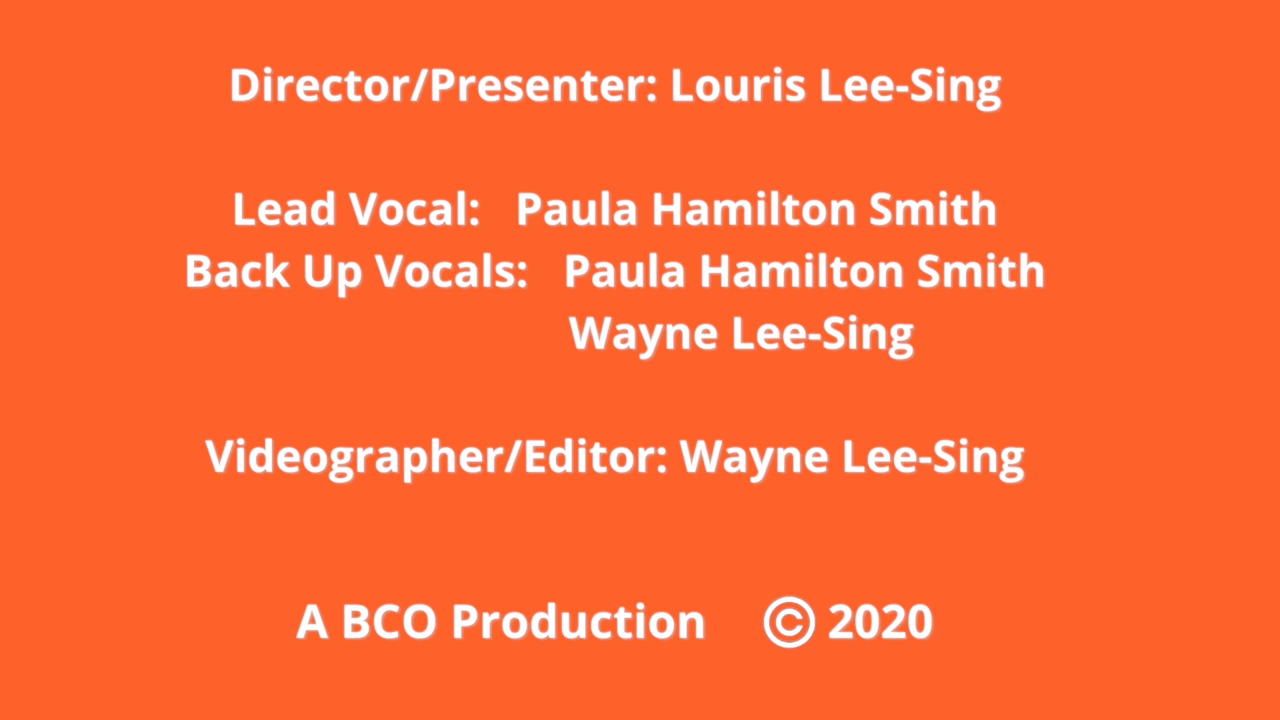 Director/Presenter: Louris Lee-Sing
Lead Vocal: Paula Hamilton Smith
Back Up Vocals: Paula Hamilton Smith
Wayne Lee-Sing
Videographer/Editor: Wayne Lee-Sing
A BCO Production © 2020